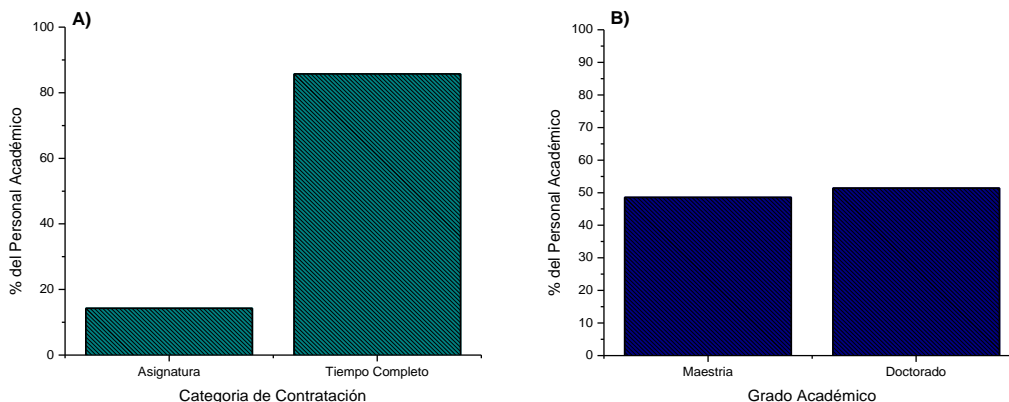 A)
100
80
60
40
20
0
% del Personal Académico
Asignatura
Tiempo Completo
Categoria de Contratación
B)
100
90
80
70
60
50
40
30
20
10
0
% del Personal Académico
Maestria
Doctorado
Grado Académico